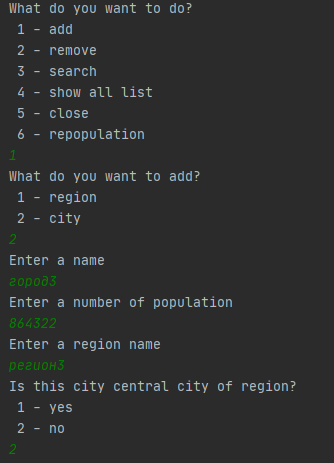 What do you want to do?
1 - add
2 - remove
3 - search
4 - show all list
5 - close
6 - repopulation
1
What do you want to add?
1 - region
2 - city
2
Enter a name
город3
Enter a number of population
864322
Enter a region name
регион3
Is this city central city of region?
1 - yes
2 - no
2